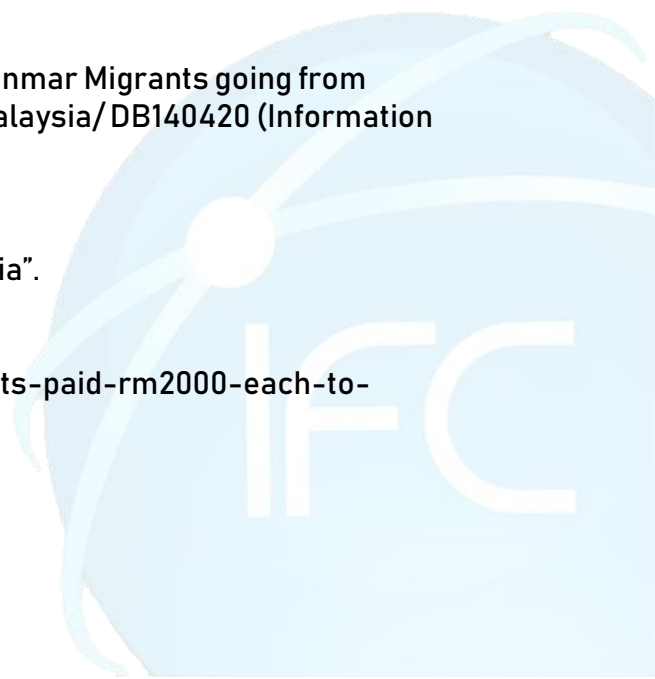 nmar Migrants going from
alaysia/ DB140420 (Information
ia”.
ts-paid-rm2000-each-to-
IFC